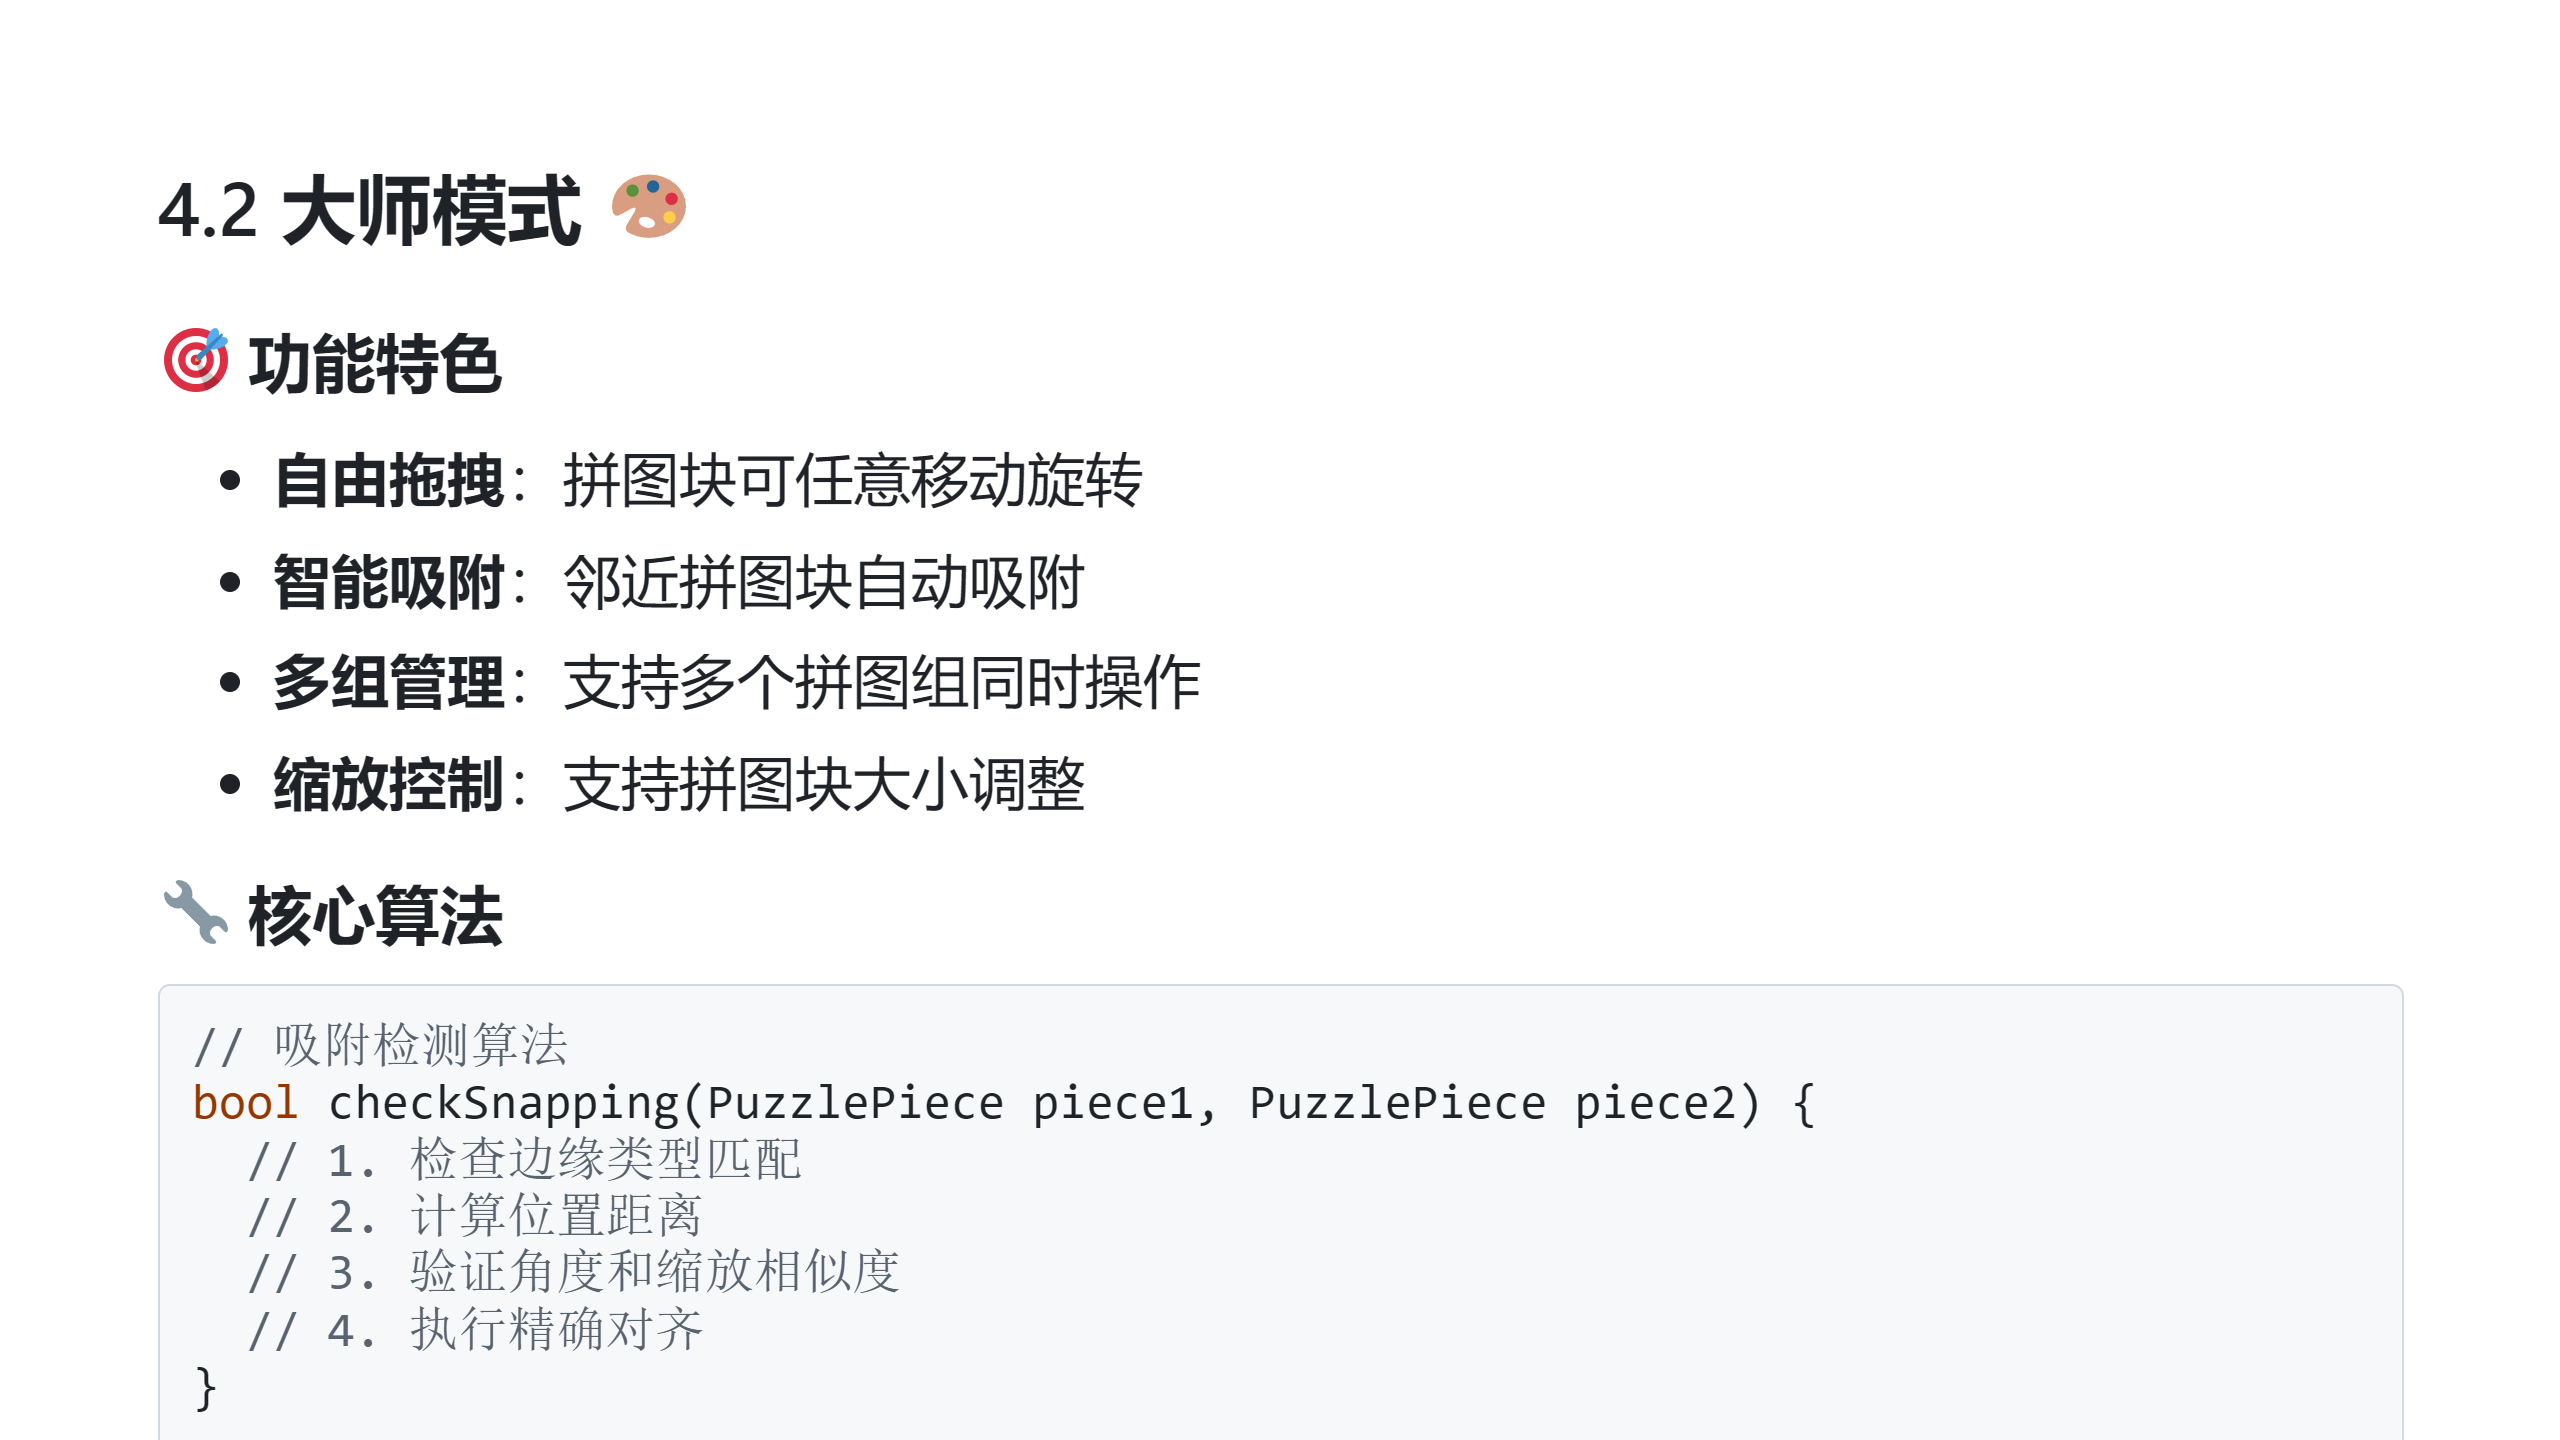 4.2 大师模式 🎨
🎯 功能特色
• 自由拖拽：拼图块可任意移动旋转
• 智能吸附：邻近拼图块自动吸附
• 多组管理：支持多个拼图组同时操作
• 缩放控制：支持拼图块大小调整
🔧 核心算法
// 吸附检测算法
bool checkSnapping(PuzzlePiece piece1, PuzzlePiece piece2) {
  // 1. 检查边缘类型匹配
  // 2. 计算位置距离
  // 3. 验证角度和缩放相似度
  // 4. 执行精确对齐
}